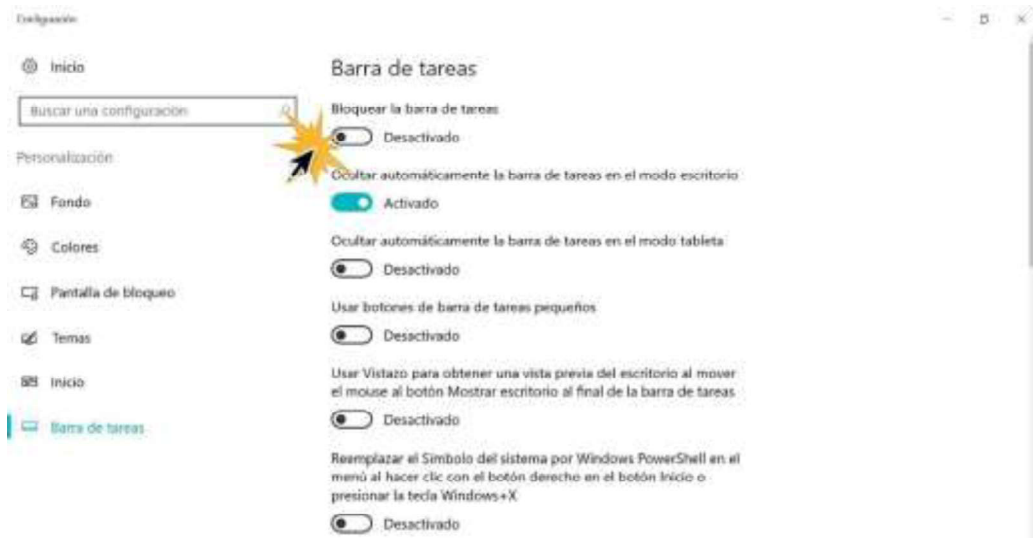 Configuración
Inicio
Buscar una configuración
Personalización
Fondo
Colores
Pantalla de bloqueo
Temas
Inicio
Barra de tareas
Barra de tareas
Bloquear la barra de tareas
Desactivado
Ocultar automáticamente la barra de tareas en el modo escritorio
Activado
Ocultar automáticamente la barra de tareas en el modo tableta
Desactivado
Usar botones de barra de tareas pequeños
Desactivado
Usar Vistazo para obtener una vista previa del escritorio al mover
el mouse al botón Mostrar escritorio al final de la barra de tareas
Desactivado
Reemplazar el Símbolo del sistema por Windows PowerShell en el
menú al hacer clic con el botón derecho en el botón Inicio o
presionar la tecla Windows+X
Desactivado